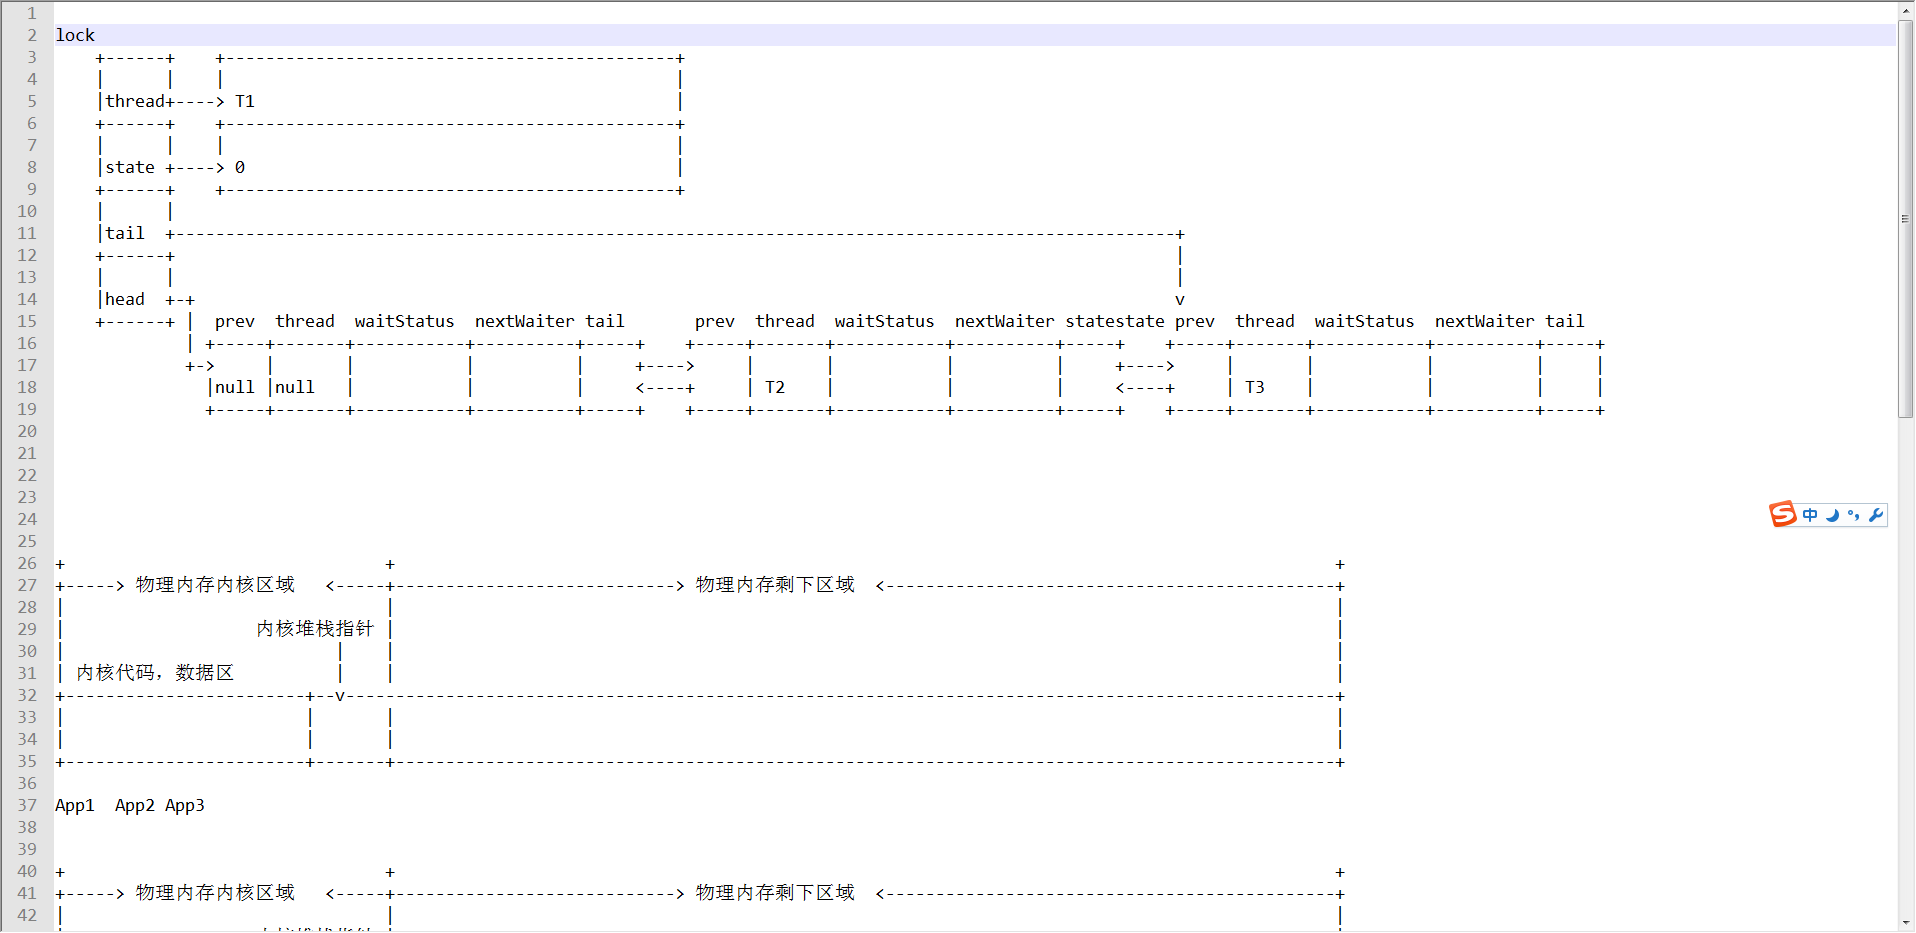 1
2 lock
3     +------+    +---------------------------------------------+
4     |      |    |                                             |
5     |thread+----> T1                                          |
6     +------+    +---------------------------------------------+
7     |      |    |                                             |
8     |state +----> 0                                           |
9     +------+    +---------------------------------------------+
10     |      |
11     |tail  +----------------------------------------------------------------------------------------------------+
12     +------+                                                                                                    |
13     |      |                                                                                                    |
14     |head  +-+                                                                                                  v
15     +------+ |  prev  thread  waitStatus  nextWaiter tail       prev  thread  waitStatus  nextWaiter statestate prev  thread  waitStatus  nextWaiter tail
16              | +-----+-------+-----------+----------+-----+    +-----+-------+-----------+----------+-----+    +-----+-------+-----------+----------+-----+
17              +->     |       |           |          |     +---->     |       |           |          |     +---->     |       |           |          |     |
18                |null |null   |           |          |     <----+     | T2    |           |          |     <----+     | T3    |           |          |     |
19                +-----+-------+-----------+----------+-----+    +-----+-------+-----------+----------+-----+    +-----+-------+-----------+----------+-----+
20
21
22
23
24
25
26 +                                +                                                                                              +
27 +-----> 物理内存内核区域   <-----+----------------------------> 物理内存剩下区域  <---------------------------------------------+
28 |                                |                                                                                              |
29 |                   内核堆栈指针 |                                                                                              |
30 |                           |    |                                                                                              |
31 | 内核代码，数据区          |    |                                                                                              |
32 +------------------------+--v---------------------------------------------------------------------------------------------------+
33 |                        |       |                                                                                              |
34 |                        |       |                                                                                              |
35 +------------------------+-------+----------------------------------------------------------------------------------------------+
36
37 App1  App2 App3
38
39
40 +                                +                                                                                              +
41 +-----> 物理内存内核区域   <-----+----------------------------> 物理内存剩下区域  <---------------------------------------------+
42 |                                |                                                                                              |
S 中